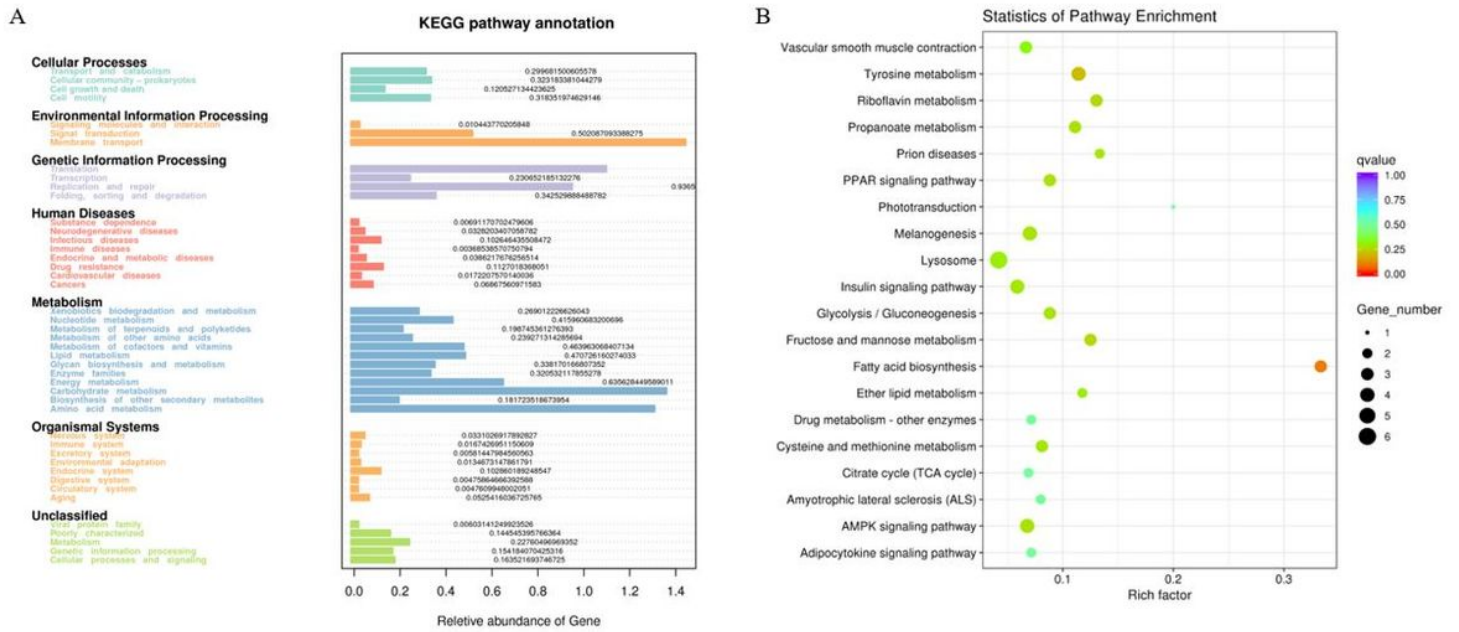 A
KEGG pathway annotation
Cellular Processes
Transport and catabolism 0.299681500605578
Cellular community - prokaryotes 0.323183381044279
Cell growth and death 0.120527134423625
Cell motility 0.318351974629146
Environmental Information Processing
Signaling molecules and interaction 0.010443770205848
Signal transduction 0.502087093388275
Membrane transport
Genetic Information Processing
Translation
Transcription 0.230652185132276
Replication and repair 0.9365
Folding, sorting and degradation 0.342529888488782
Human Diseases
Substance dependence 0.00691170702479606
Neurodegenerative diseases 0.0328203407058782
Infectious diseases 0.102646435508472
Immune diseases 0.00368538570750794
Endocrine and metabolic diseases 0.0386217676256514
Drug resistance 0.1127018368051
Cardiovascular diseases 0.0172207570140036
Cancers 0.06867560971583
Metabolism
Xenobiotics biodegradation and metabolism 0.269012226626043
Nucleotide metabolism 0.415960683200696
Metabolism of terpenoids and polyketides 0.198745361276393
Metabolism of other amino acids 0.239271314285694
Metabolism of cofactors and vitamins 0.463963068407134
Lipid metabolism 0.470726160274033
Glycan biosynthesis and metabolism 0.338170166807352
Enzyme families 0.320532117855278
Energy metabolism 0.635628449589011
Carbohydrate metabolism
Biosynthesis of other secondary metabolites 0.181723518673954
Amino acid metabolism
Organismal Systems
Nervous system 0.0331026917892827
Immune system 0.0167426951150609
Excretory system 0.00581447984560563
Environmental adaptation 0.0134673147861791
Endocrine system 0.102860189248547
Digestive system 0.00475864666392568
Circulatory system 0.0047609948002051
Aging 0.0525416036725765
Unclassified
Viral protein family 0.00603141249923526
Poorly characterized 0.144545395766364
Metabolism 0.22760496969352
Genetic information processing 0.154184070425316
Cellular processes and signaling 0.163521693746725
0.0 0.2 0.4 0.6 0.8 1.0 1.2 1.4
Reletive abundance of Gene
B
Statistics of Pathway Enrichment
Vascular smooth muscle contraction
Tyrosine metabolism
Riboflavin metabolism
Propanoate metabolism
Prion diseases
PPAR signaling pathway
Phototransduction
Melanogenesis
Lysosome
Insulin signaling pathway
Glycolysis / Gluconeogenesis
Fructose and mannose metabolism
Fatty acid biosynthesis
Ether lipid metabolism
Drug metabolism - other enzymes
Cysteine and methionine metabolism
Citrate cycle (TCA cycle)
Amyotrophic lateral sclerosis (ALS)
AMPK signaling pathway
Adipocytokine signaling pathway
0.1 0.2 0.3
Rich factor
qvalue
1.00
0.75
0.50
0.25
0.00
Gene_number
1
2
3
4
5
6